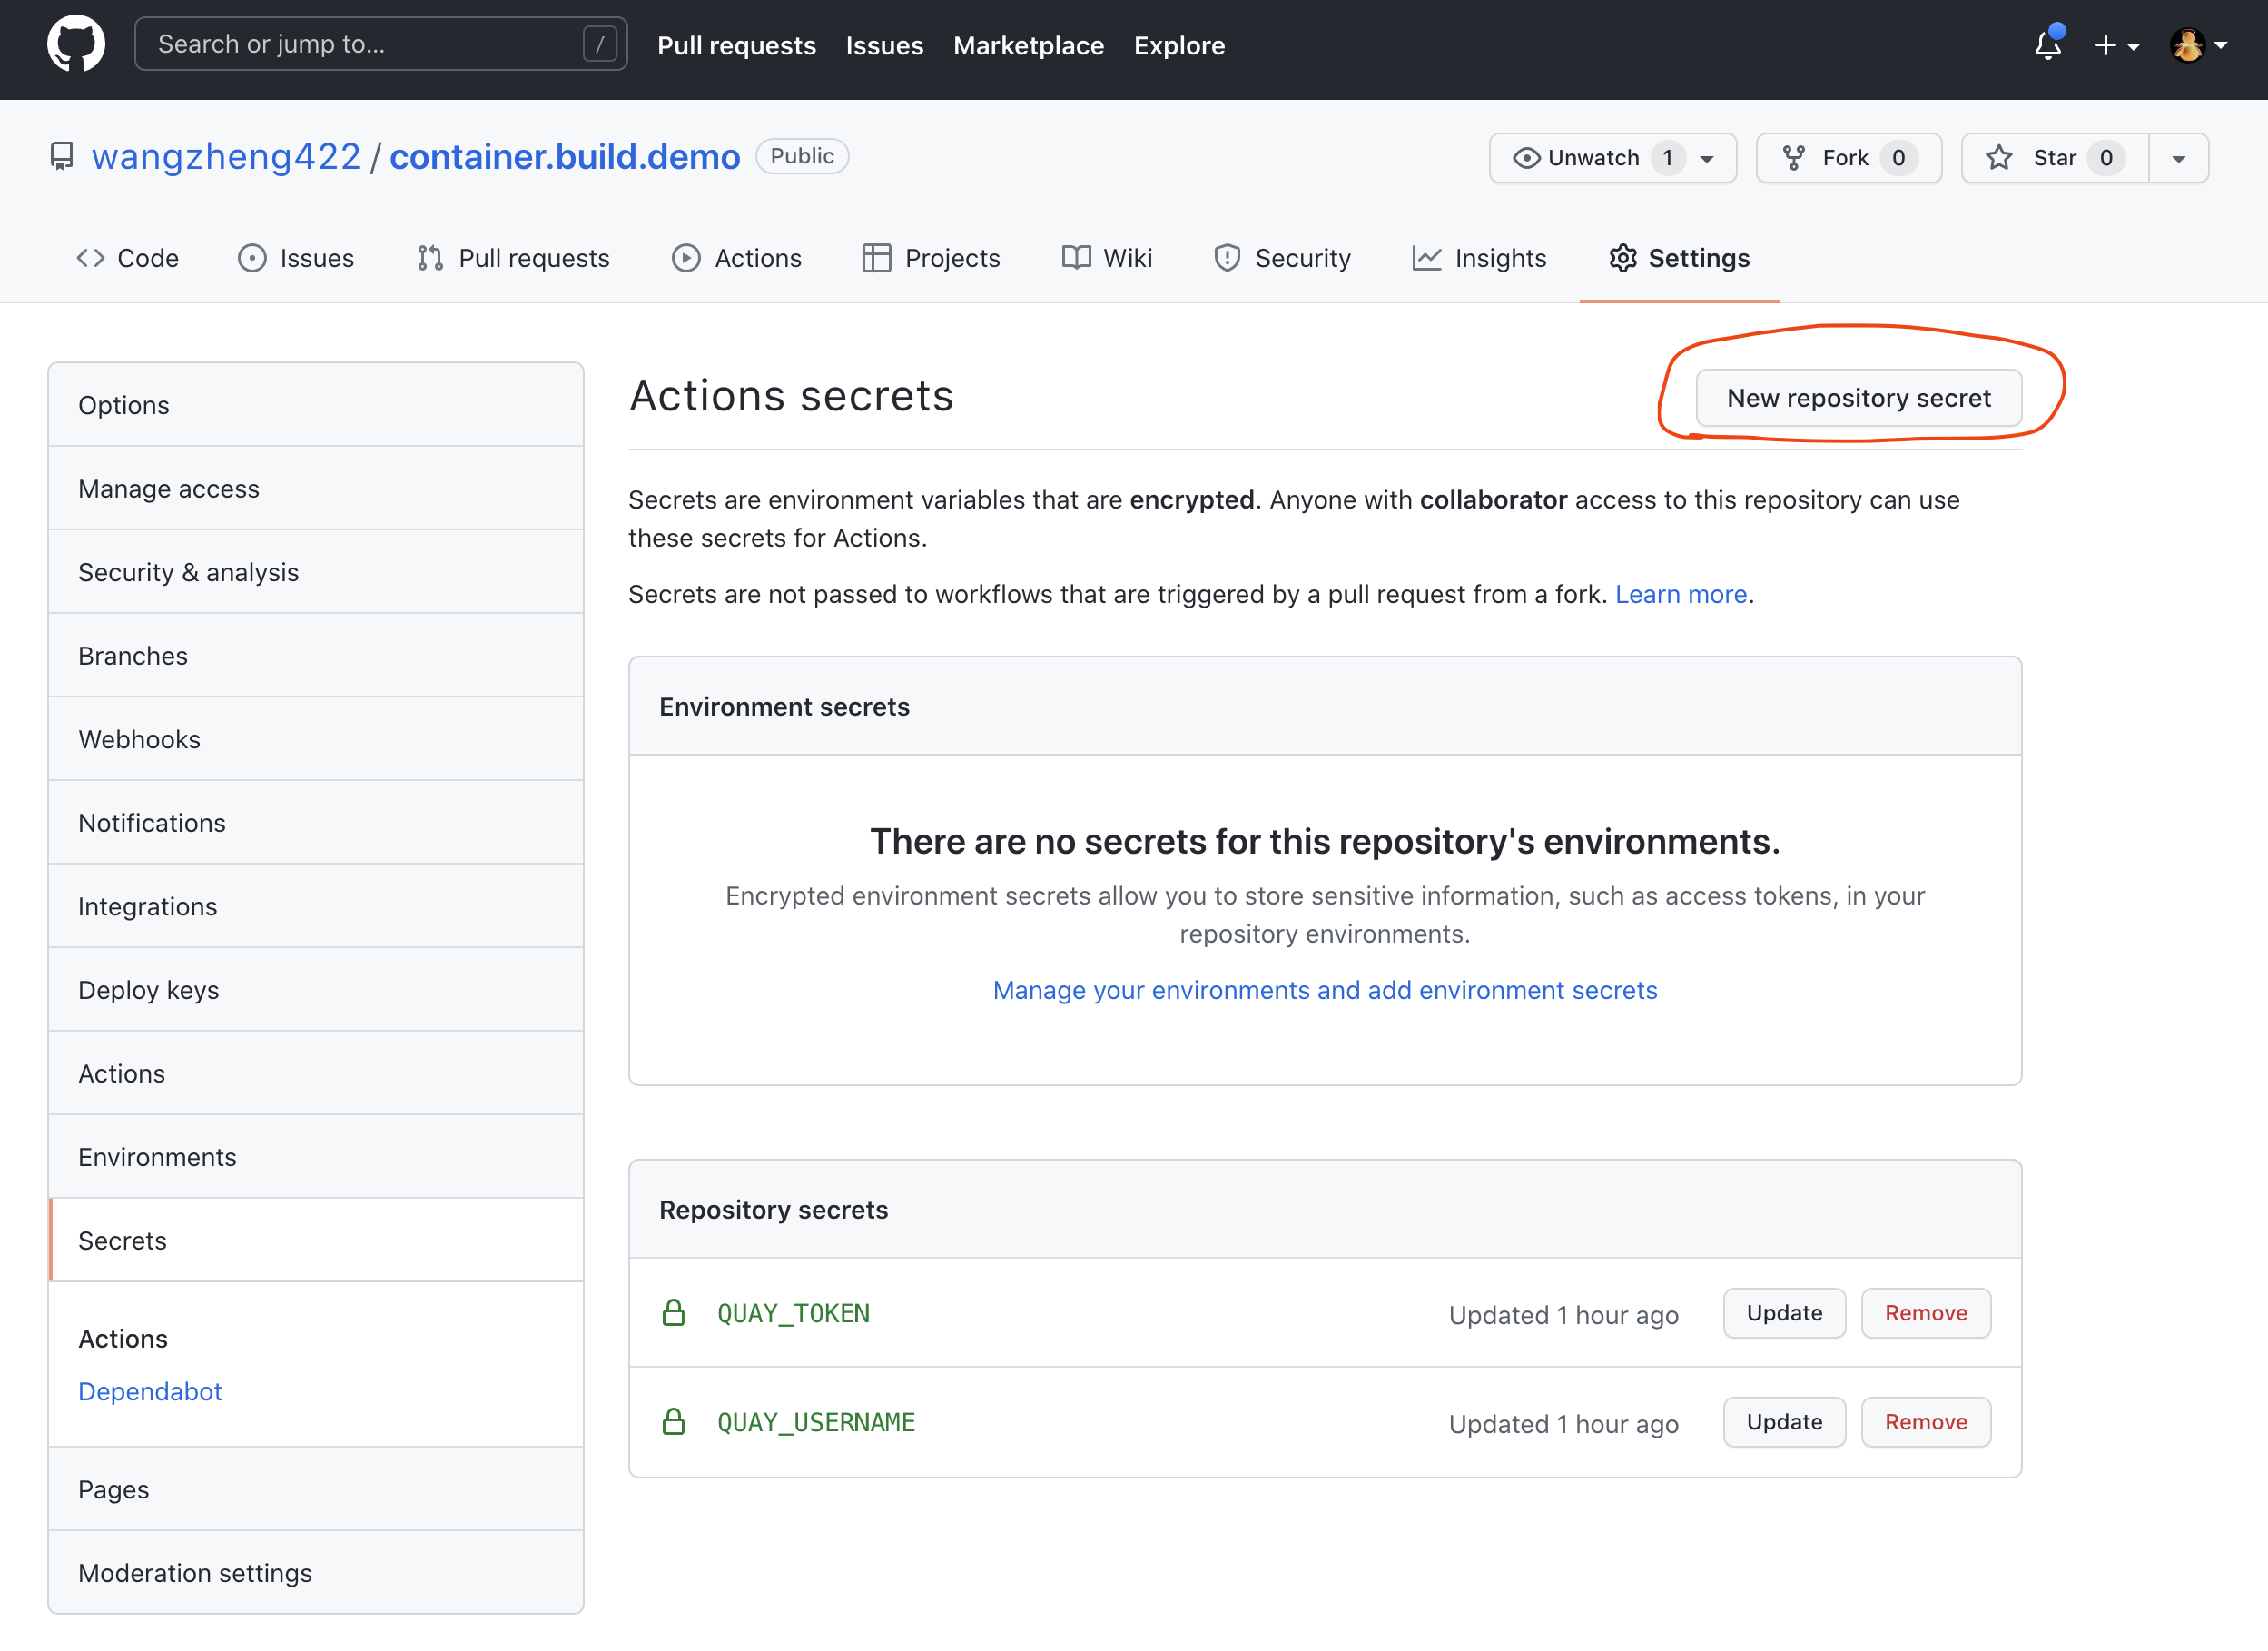 Search or jump to... / Pull requests Issues Marketplace Explore
wangzheng422 / container.build.demo Public Unwatch 1 Fork 0 Star 0
Code Issues Pull requests Actions Projects Wiki Security Insights Settings
Options
Manage access
Security & analysis
Branches
Webhooks
Notifications
Integrations
Deploy keys
Actions
Environments
Secrets
Actions
Dependabot
Pages
Moderation settings
Actions secrets New repository secret
Secrets are environment variables that are encrypted. Anyone with collaborator access to this repository can use
these secrets for Actions.
Secrets are not passed to workflows that are triggered by a pull request from a fork. Learn more.
Environment secrets
There are no secrets for this repository's environments.
Encrypted environment secrets allow you to store sensitive information, such as access tokens, in your
repository environments.
Manage your environments and add environment secrets
Repository secrets
QUAY_TOKEN Updated 1 hour ago Update Remove
QUAY_USERNAME Updated 1 hour ago Update Remove